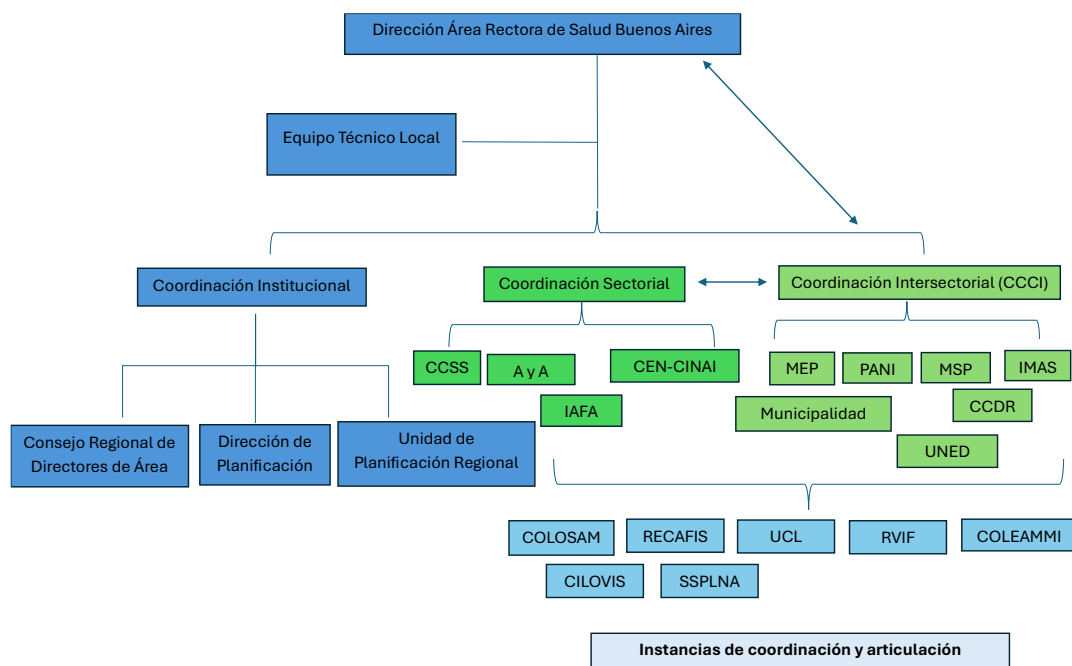 Dirección Área Rectora de Salud Buenos Aires
Equipo Técnico Local
Coordinación Institucional
Coordinación Sectorial
Coordinación Intersectorial (CCCI)
CCSS
A y A
CEN-CINAI
IAFA
MEP
PANI
MSP
IMAS
Municipalidad
CCDR
UNED
Consejo Regional de
Directores de Área
Dirección de
Planificación
Unidad de
Planificación Regional
COLOSAM
RECAFIS
UCL
RVIF
COLEAMMI
CILOVIS
SSPLNA
Instancias de coordinación y articulación